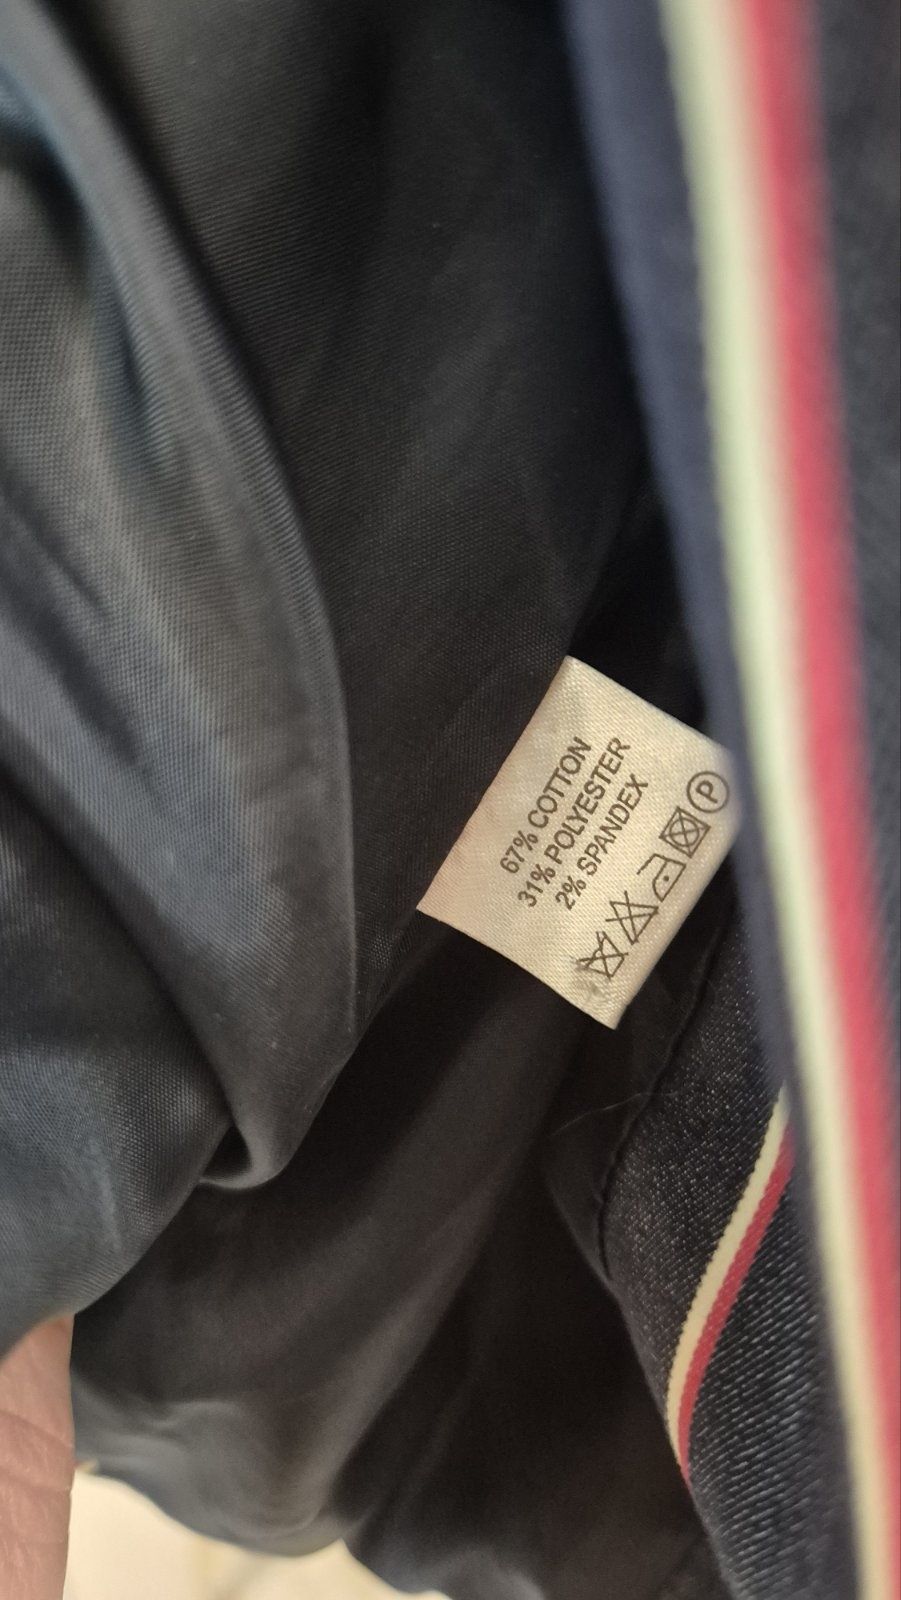 67% COTTON
31% POLYESTER
2% SPANDEX
P